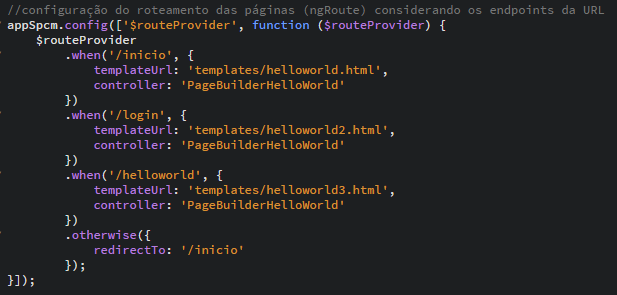 //configuração do roteamento das páginas (ngRoute) considerando os endpoints da URL
appSpcm.config(['$routeProvider', function ($routeProvider) {
    $routeProvider
        .when('/inicio', {
            templateUrl: 'templates/helloworld.html',
            controller: 'PageBuilderHelloWorld'
        })
        .when('/login', {
            templateUrl: 'templates/helloworld2.html',
            controller: 'PageBuilderHelloWorld'
        })
        .when('/helloworld', {
            templateUrl: 'templates/helloworld3.html',
            controller: 'PageBuilderHelloWorld'
        })
        .otherwise({
            redirectTo: '/inicio'
        });
}]);